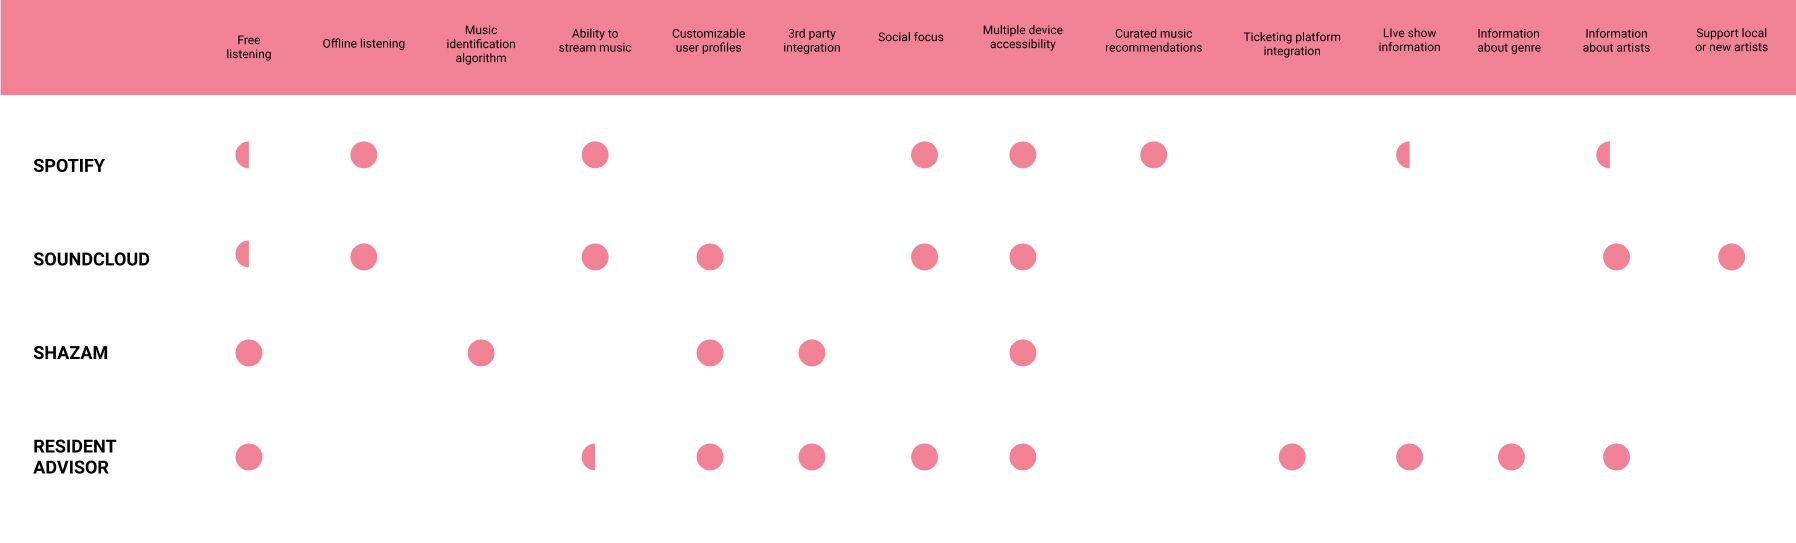 Free
listening
Offline listening
Music
identification
algorithm
Ability to
stream music
Customizable
user profiles
3rd party
integration
Social focus
Multiple device
accessibility
Curated music
recommendations
Ticketing platform
integration
LIve show
information
Information
about genre
Information
about artists
Support local
or new artists
SPOTIFY
SOUNDCLOUD
SHAZAM
RESIDENT
ADVISOR